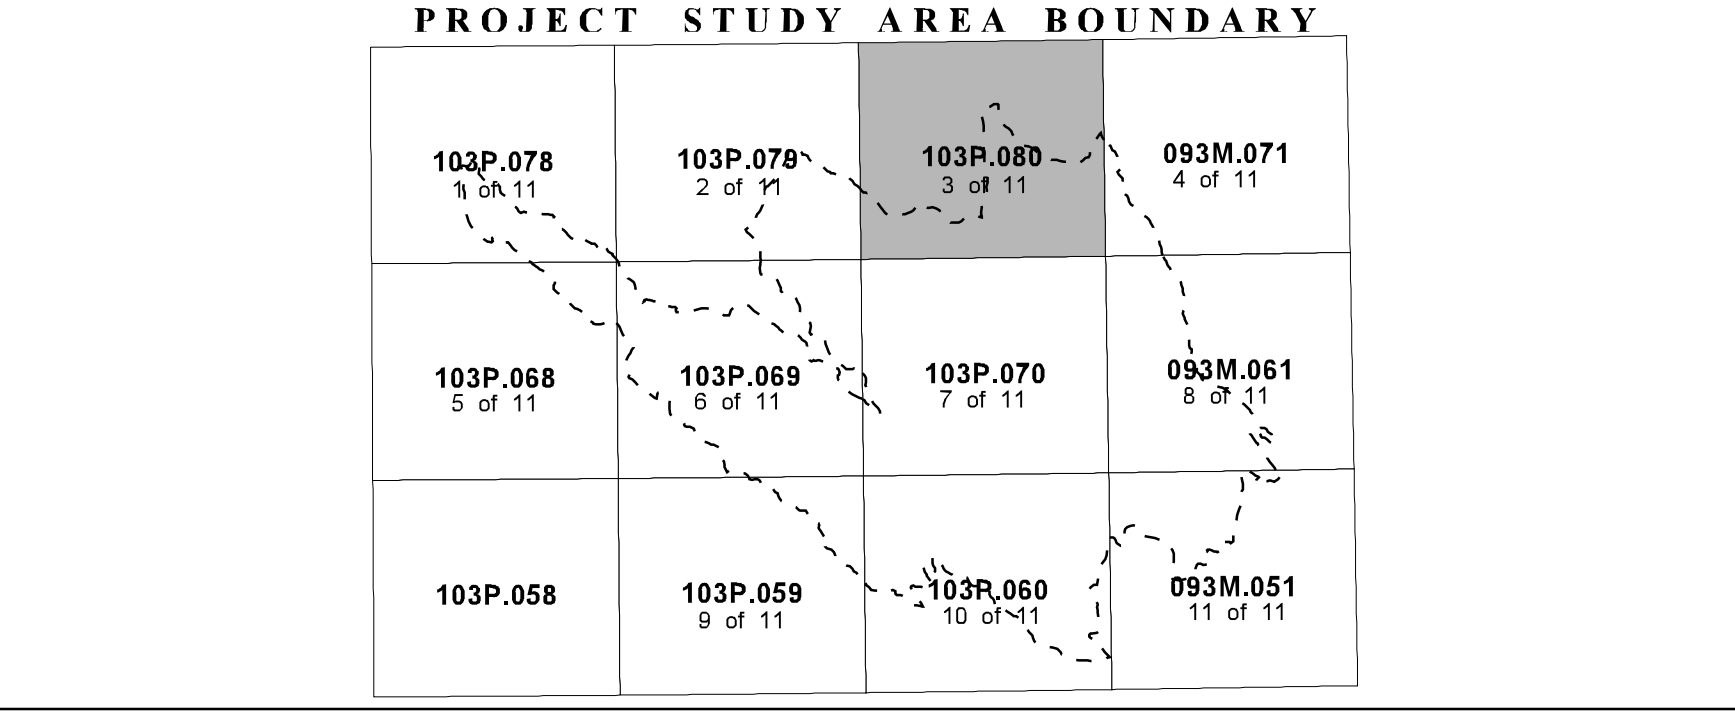 PROJECT STUDY AREA BOUNDARY
103P.078
1 of 11
103P.079
2 of 11
103P.080
3 of 11
093M.071
4 of 11
103P.068
5 of 11
103P.069
6 of 11
103P.070
7 of 11
093M.061
8 of 11
103P.058
103P.059
9 of 11
103P.060
10 of 11
093M.051
11 of 11